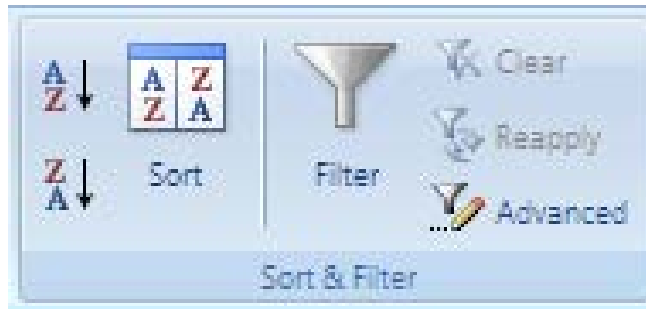 A
Z
A Z
Z A
Sort
Z
A
Filter
Clear
Reapply
Advanced
Sort & Filter